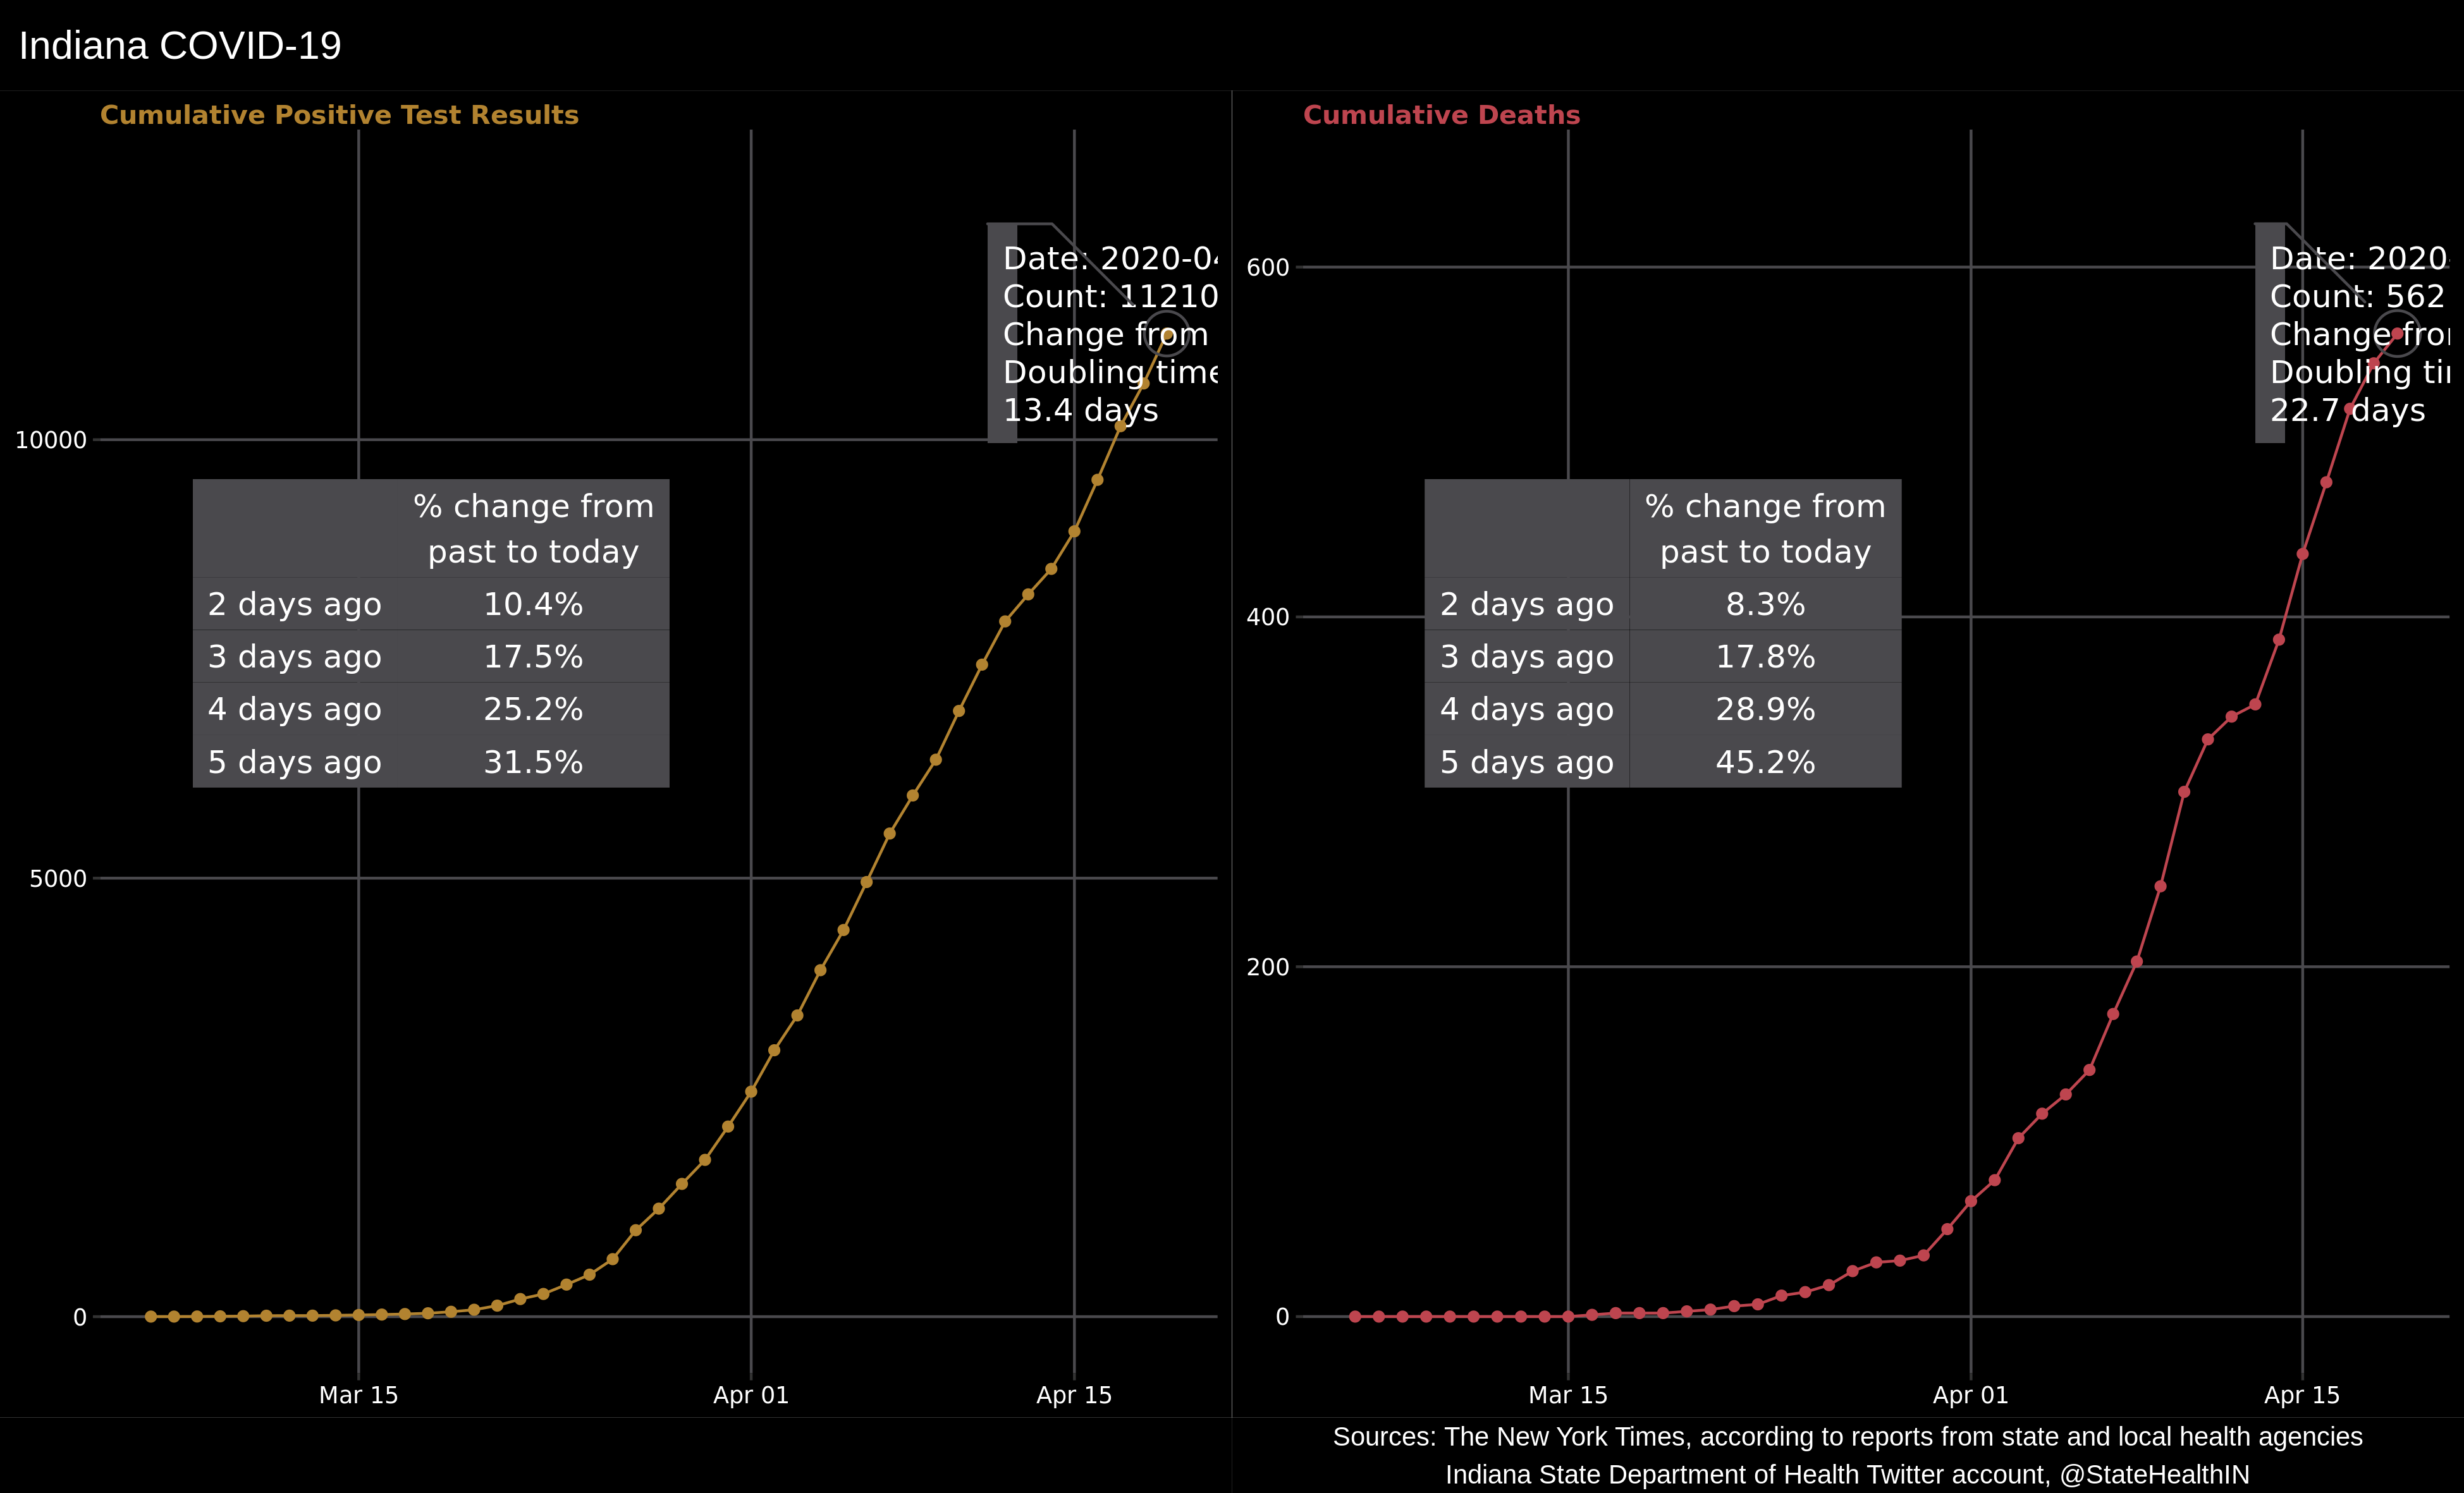 Indiana COVID-19
Cumulative Positive Test Results
10000
5000
0
Mar 15
Apr 01
Apr 15
Date: 2020-04
Count: 11210
Change from
Doubling time
13.4 days
% change from
past to today
2 days ago 10.4%
3 days ago 17.5%
4 days ago 25.2%
5 days ago 31.5%
Cumulative Deaths
600
400
200
0
Mar 15
Apr 01
Apr 15
Date: 2020-
Count: 562
Change from
Doubling
22.7 days
% change from
past to today
2 days ago 8.3%
3 days ago 17.8%
4 days ago 28.9%
5 days ago 45.2%
Sources: The New York Times, according to reports from state and local health agencies
Indiana State Department of Health Twitter account, @StateHealthIN